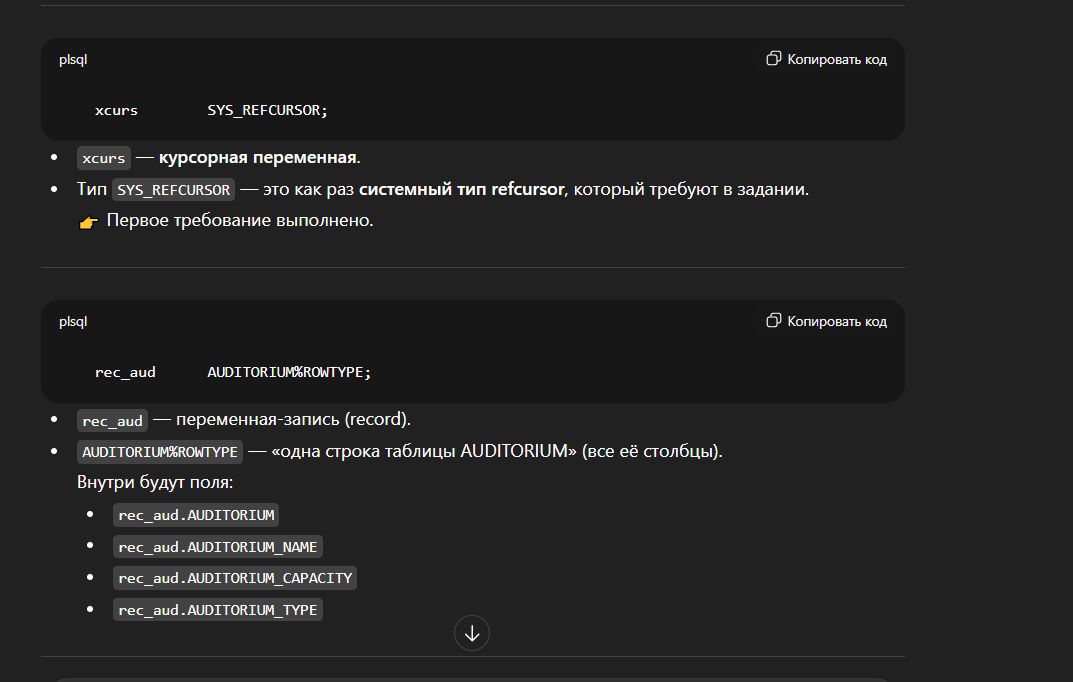 plsql
Копировать код
xcurs SYS_REFCURSOR;
xcurs — курсорная переменная.
Тип SYS_REFCURSOR — это как раз системный тип refcursor, который требуют в задании.
👉 Первое требование выполнено.
plsql
Копировать код
rec_aud AUDITORIUM%ROWTYPE;
rec_aud — переменная-запись (record).
AUDITORIUM%ROWTYPE — «одна строка таблицы AUDITORIUM» (все её столбцы).
Внутри будут поля:
rec_aud.AUDITORIUM
rec_aud.AUDITORIUM_NAME
rec_aud.AUDITORIUM_CAPACITY
rec_aud.AUDITORIUM_TYPE